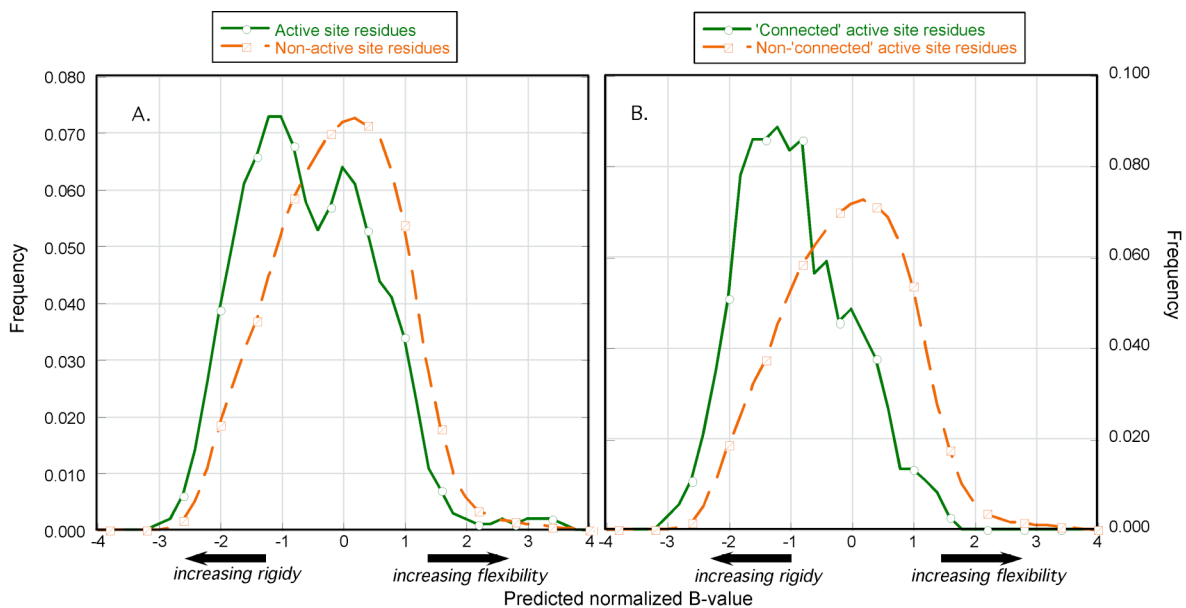 Active site residues
Non-active site residues
'Connected' active site residues
Non-'connected' active site residues
A.
B.
Frequency
0.080
0.070
0.060
0.050
0.040
0.030
0.020
0.010
0.000
-4 -3 -2 -1 0 1 2 3 4
increasing rigidy
increasing flexibility
0.100
0.080
0.060
0.040
0.020
0.000
Frequency
-4 -3 -2 -1 0 1 2 3 4
increasing rigidy
increasing flexibility
Predicted normalized B-value